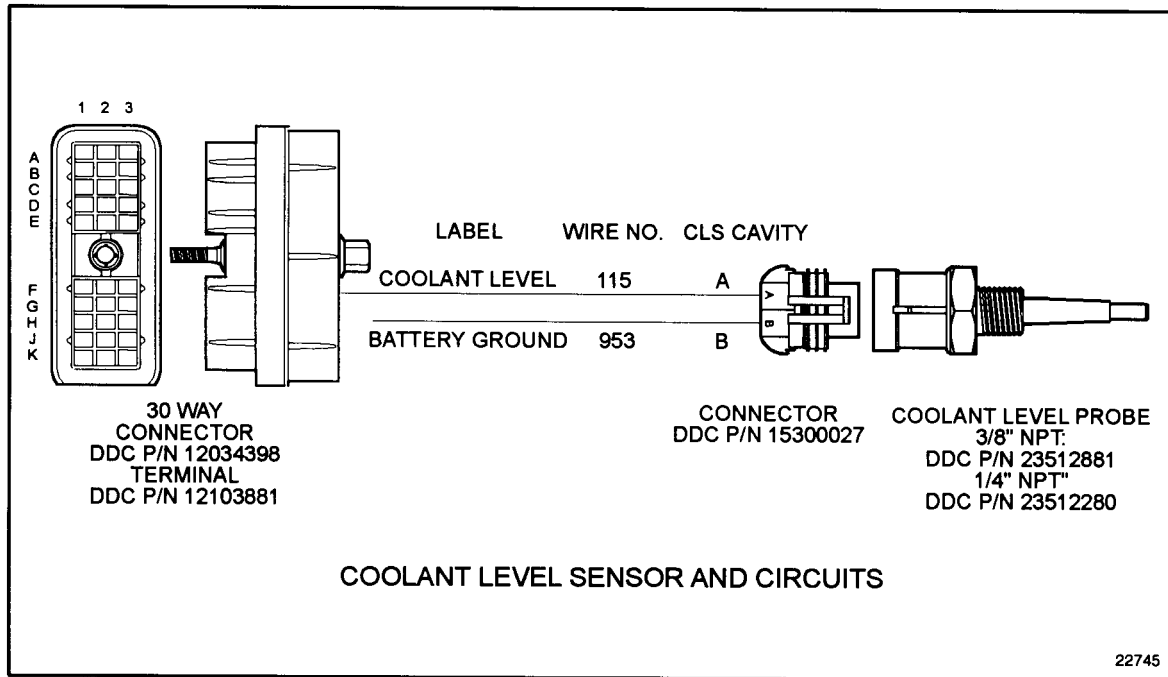 1 2 3
A
B
C
D
E
F
G
H
J
K
LABEL WIRE NO. CLS CAVITY
COOLANT LEVEL 115 A
BATTERY GROUND 953 B
A
B
30 WAY
CONNECTOR
DDC P/N 12034398
TERMINAL
DDC P/N 12103881
CONNECTOR
DDC P/N 15300027
COOLANT LEVEL PROBE
3/8" NPT:
DDC P/N 23512881
1/4" NPT"
DDC P/N 23512280
COOLANT LEVEL SENSOR AND CIRCUITS
22745